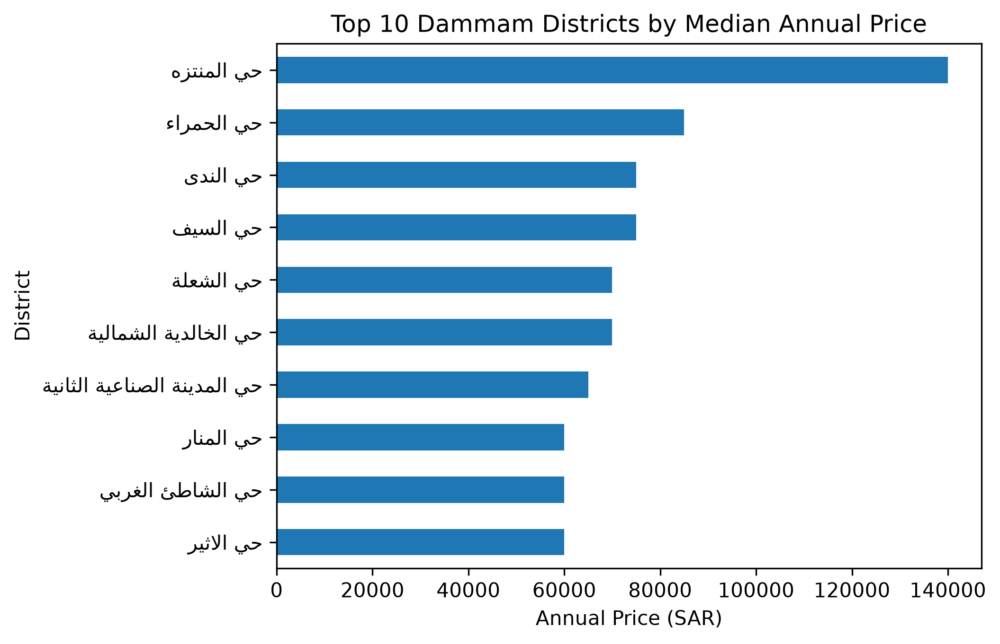 Top 10 Dammam Districts by Median Annual Price
District
حي المنتزه
حي الحمراء
حي الندى
حي السيف
حي الشعلة
حي الخالدية الشمالية
حي المدينة الصناعية الثانية
حي المنار
حي الشاطئ الغربي
حي الاثير
0 20000 40000 60000 80000 100000 120000 140000
Annual Price (SAR)